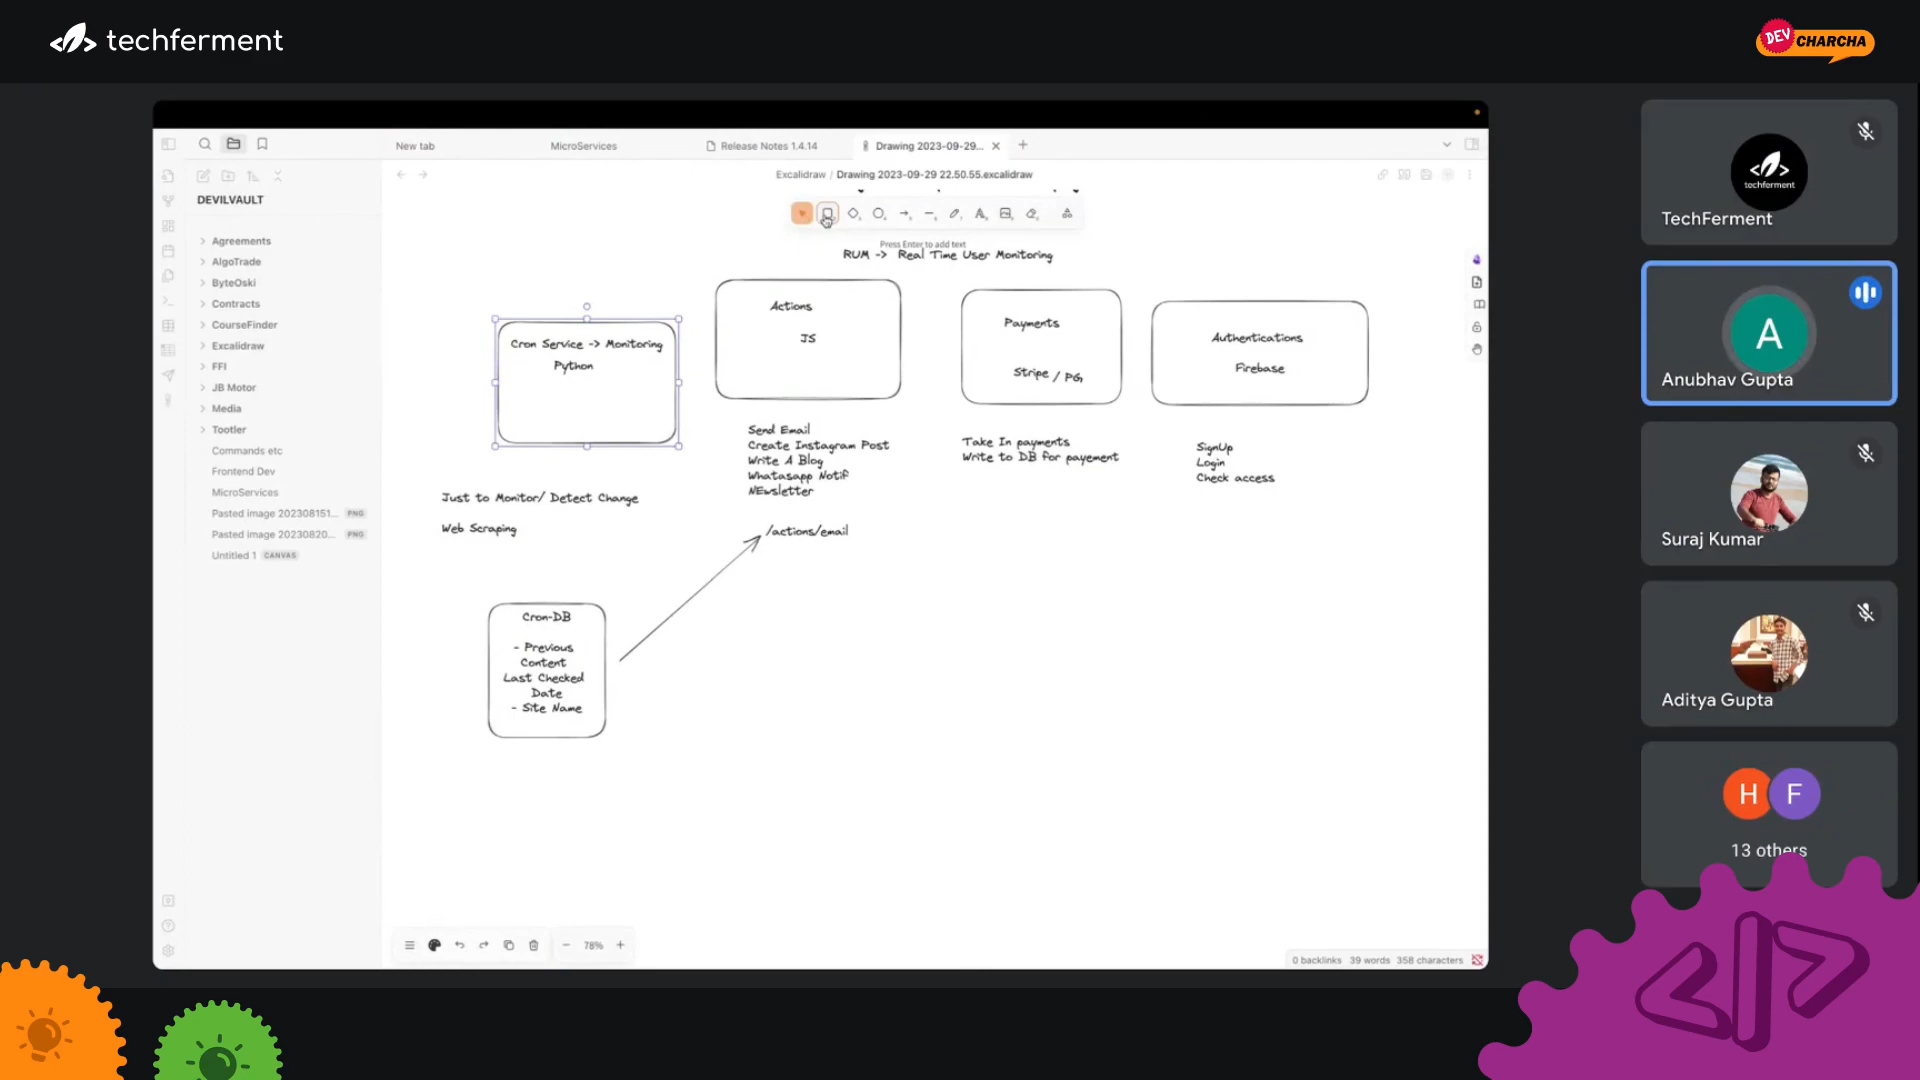 techferment
DEV CHARCHA
New tab
MicroServices
Release Notes 1.4.14
Drawing 2023-09-29...
Excalidraw / Drawing 2023-09-29 22.50.55.excalidraw
DEVILVAULT
Agreements
AlgoTrade
ByteOski
Contracts
CourseFinder
Excalidraw
FFI
JB Motor
Media
Tootler
Commands etc
Frontend Dev
MicroServices
Pasted image 202308151... PNG
Pasted image 20230820... PNG
Untitled 1 CANVAS
Press Enter to add text
RUM -> Real Time User Monitoring
Cron Service -> Monitoring
Python
Actions
JS
Payments
Stripe / PG
Authentications
Firebase
Just to Monitor/ Detect Change
Web Scraping
Send Email
Create Instagram Post
Write A Blog
Whatasapp Notif
NEwsletter
/actions/email
Take In payments
Write to DB for payement
SignUp
Login
Check access
Cron-DB
- Previous
Content
Last Checked
Date
- Site Name
78%
0 backlinks 39 words 358 characters
techferment
TechFerment
A
Anubhav Gupta
Suraj Kumar
Aditya Gupta
H F
13 others